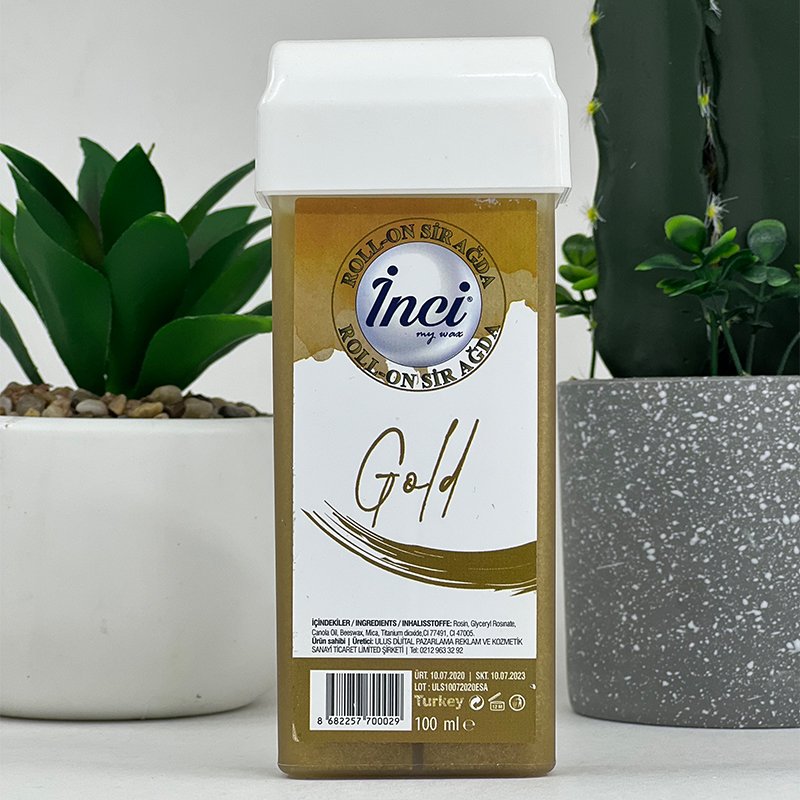 ROLL-ON SİR AĞDA
İnci®
my wax
ROLL-ON SİR AĞDA
Gold
İÇİNDEKİLER / INGREDIENTS / INHALISSTOFFE: Rosin, Glyceryl Rosinate,
Canola Oil, Beeswax, Mica, Titanium dioxide,CI 77491, CI 47005.
Ürün sahibi | Üretici: ULUS DİJİTAL PAZARLAMA REKLAM VE KOZMETİK
SANAYİ TİCARET LİMİTED ŞİRKETİ | Tel: 0212 963 32 92
ÜRT. 10.07.2020 | SKT. 10.07.2023
LOT : ULS10072020ESA
Turkey
12 M
8 682257 700029
100 ml ℮